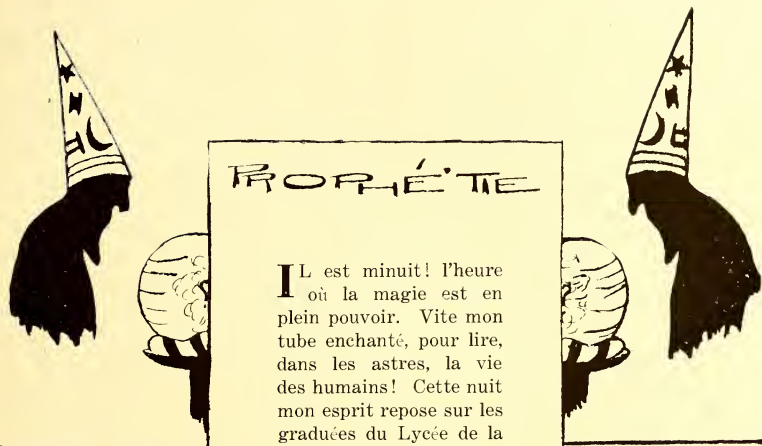 PROPHÉTIE
IL est minuit! l'heure
où la magie est en
plein pouvoir. Vite mon
tube enchanté, pour lire,
dans les astres, la vie
des humains! Cette nuit
mon esprit repose sur les
graduées du Lycée de la